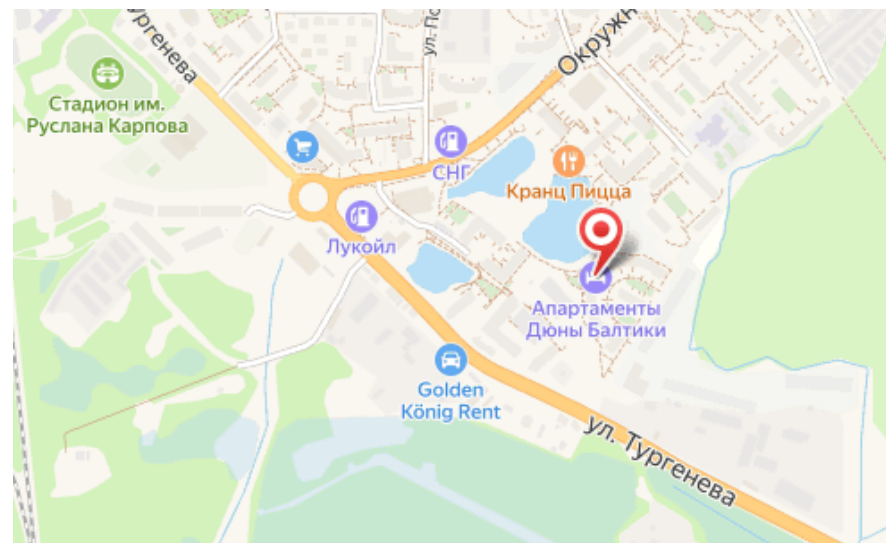 ургенева
ул. По
Окружн
Стадион им.
Руслана Карпова
СНГ
Кранц Пицца
Лукойл
Апартаменты
Дюны Балтики
Golden
König Rent
ул. Тургенева